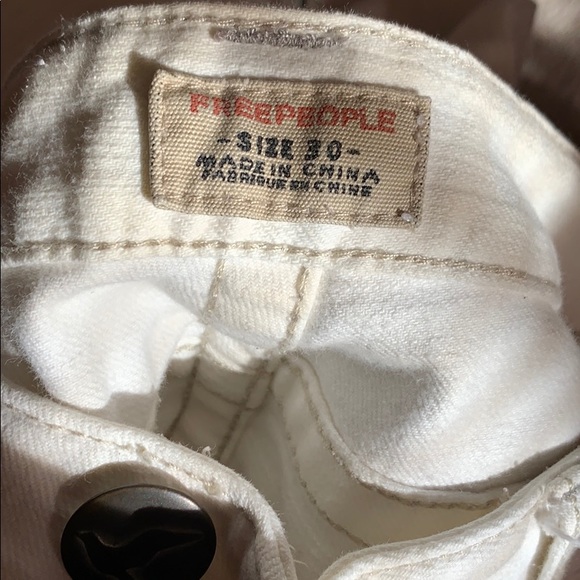 FREEPEOPLE
-SIZE 30-
MADE IN CHINA
FABRIQUE EN CHINE